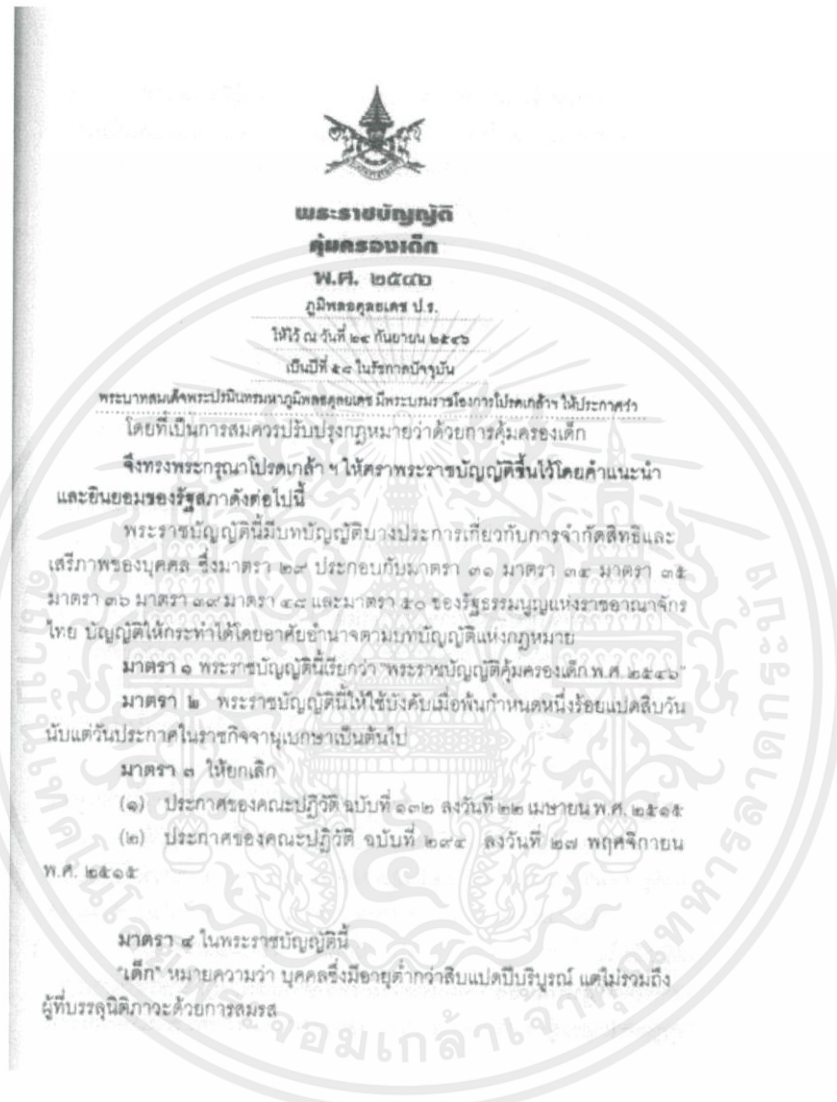 พระราชบัญญัติ
คุ้มครองเด็ก
พ.ศ. ๒๕๔๖
ภูมิพลอดุลยเดช ป.ร.
ให้ไว้ ณ วันที่ ๒๔ กันยายน ๒๕๔๖
เป็นปีที่ ๕๘ ในรัชกาลปัจจุบัน
พระบาทสมเด็จพระปรมินทรมหาภูมิพลอดุลยเดช มีพระบรมราชโองการโปรดเกล้าฯ ให้ประกาศว่า
โดยที่เป็นการสมควรปรับปรุงกฎหมายว่าด้วยการคุ้มครองเด็ก
จึงทรงพระกรุณาโปรดเกล้า ฯ ให้ตราพระราชบัญญัติขึ้นไว้โดยคำแนะนำ
และยินยอมของรัฐสภาดังต่อไปนี้
พระราชบัญญัตินี้มีบทบัญญัติบางประการเกี่ยวกับการจำกัดสิทธิและ
เสรีภาพของบุคคล ซึ่งมาตรา ๒๙ ประกอบกับมาตรา ๓๑ มาตรา ๓๔ มาตรา ๓๕
มาตรา ๓๖ มาตรา ๓๙ มาตรา ๔๘ และมาตรา ๕๐ ของรัฐธรรมนูญแห่งราชอาณาจักร
ไทย บัญญัติให้กระทำได้โดยอาศัยอำนาจตามบทบัญญัติแห่งกฎหมาย
มาตรา ๑ พระราชบัญญัตินี้เรียกว่า "พระราชบัญญัติคุ้มครองเด็ก พ.ศ. ๒๕๔๖"
มาตรา ๒ พระราชบัญญัตินี้ให้ใช้บังคับเมื่อพ้นกำหนดหนึ่งร้อยแปดสิบวัน
นับแต่วันประกาศในราชกิจจานุเบกษาเป็นต้นไป
มาตรา ๓ ให้ยกเลิก
(๑) ประกาศของคณะปฏิวัติ ฉบับที่ ๑๓๒ ลงวันที่ ๒๒ เมษายน พ.ศ. ๒๕๑๕
(๒) ประกาศของคณะปฏิวัติ ฉบับที่ ๒๙๔ ลงวันที่ ๒๗ พฤศจิกายน
พ.ศ. ๒๕๑๕
มาตรา ๔ ในพระราชบัญญัตินี้
"เด็ก" หมายความว่า บุคคลซึ่งมีอายุต่ำกว่าสิบแปดปีบริบูรณ์ แต่ไม่รวมถึง
ผู้ที่บรรลุนิติภาวะด้วยการสมรส
สถาบันเทคโนโลยีพระจอมเกล้าเจ้าคุณทหารลาดกระบัง